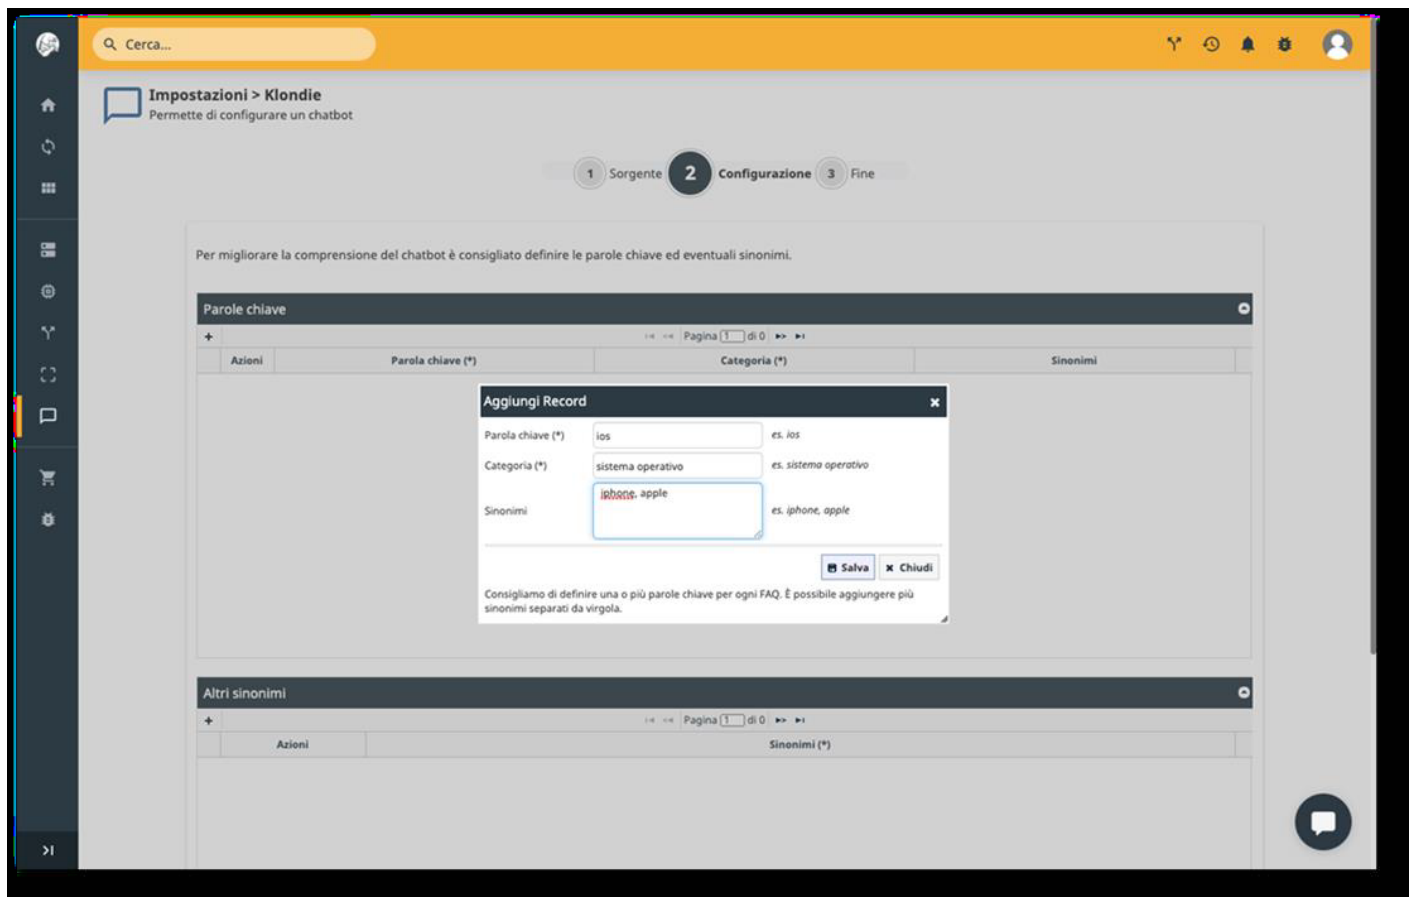 Cerca...
Impostazioni > Klondie
Permette di configurare un chatbot
1 Sorgente 2 Configurazione 3 Fine
Per migliorare la comprensione del chatbot è consigliato definire le parole chiave ed eventuali sinonimi.
Parole chiave
+ Pagina 1 di 0
Azioni Parola chiave (*) Categoria (*) Sinonimi
Aggiungi Record
Parola chiave (*) ios es. ios
Categoria (*) sistema operativo es. sistema operativo
Sinonimi iphone, apple es. iphone, apple
Salva Chiudi
Consigliamo di definire una o più parole chiave per ogni FAQ. È possibile aggiungere più
sinonimi separati da virgola.
Altri sinonimi
+ Pagina 1 di 0
Azioni Sinonimi (*)